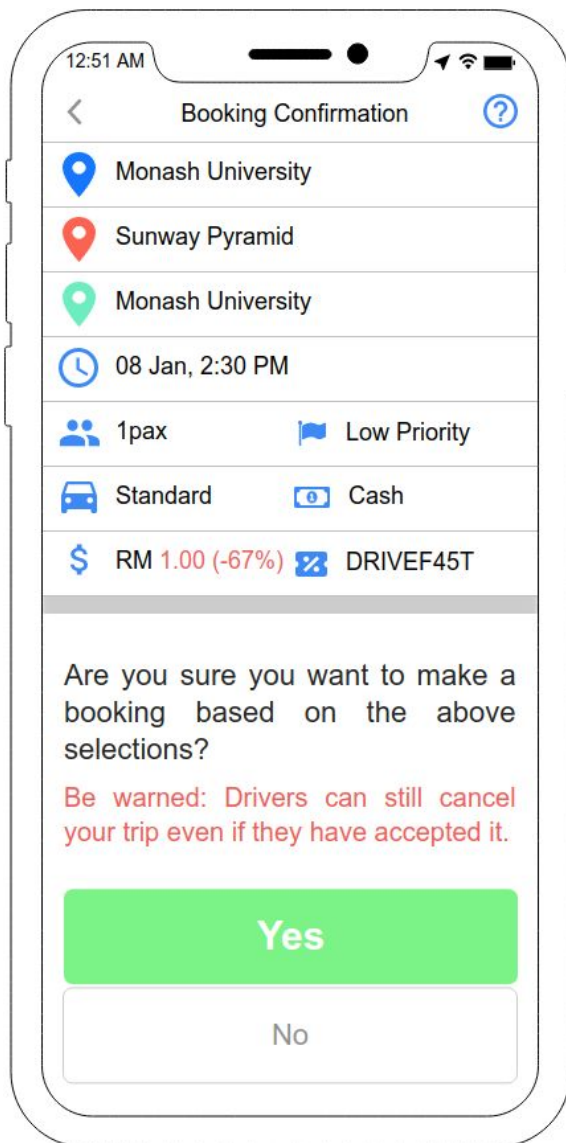 12:51 AM
Booking Confirmation
Monash University
Sunway Pyramid
Monash University
08 Jan, 2:30 PM
1pax Low Priority
Standard Cash
RM 1.00 (-67%) DRIVEF45T
Are you sure you want to make a
booking based on the above
selections?
Be warned: Drivers can still cancel
your trip even if they have accepted it.
Yes
No